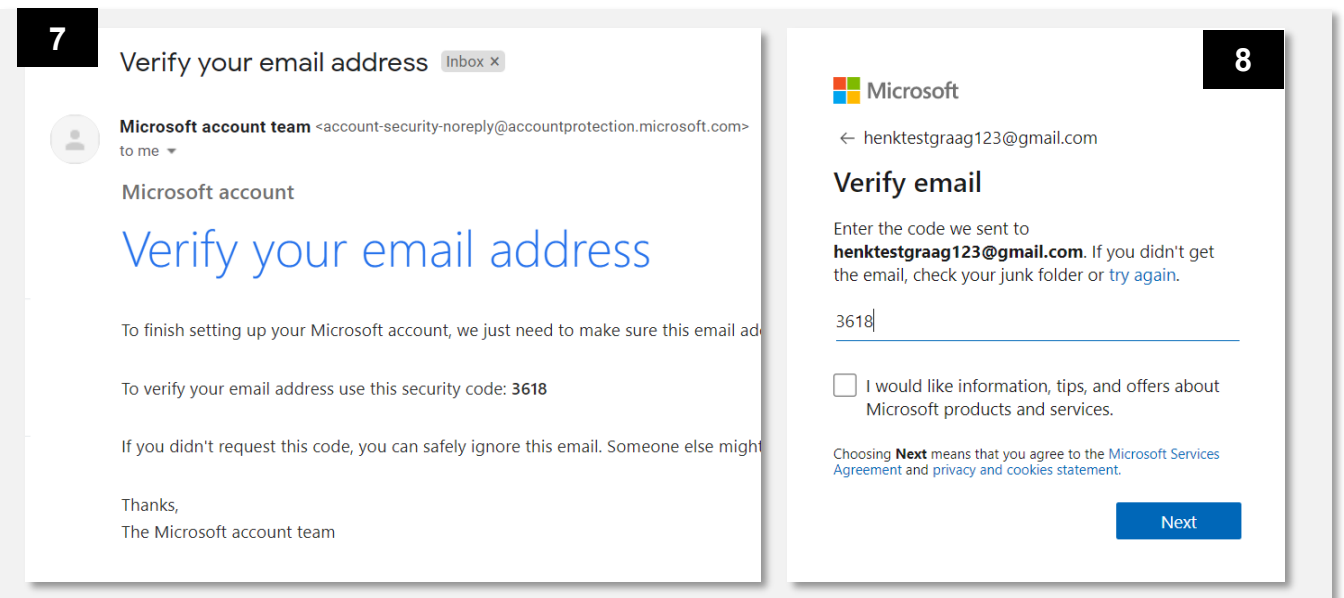 7
Verify your email address Inbox ×
Microsoft account team <account-security-noreply@accountprotection.microsoft.com>
to me
Microsoft account
Verify your email address
To finish setting up your Microsoft account, we just need to make sure this email
To verify your email address use this security code: 3618
If you didn't request this code, you can safely ignore this email. Someone else might
Thanks,
The Microsoft account team
8
Microsoft
← henktestgraag123@gmail.com
Verify email
Enter the code we sent to
henktestgraag123@gmail.com. If you didn't get
the email, check your junk folder or try again.
3618
I would like information, tips, and offers about
Microsoft products and services.
Choosing Next means that you agree to the Microsoft Services
Agreement and privacy and cookies statement.
Next